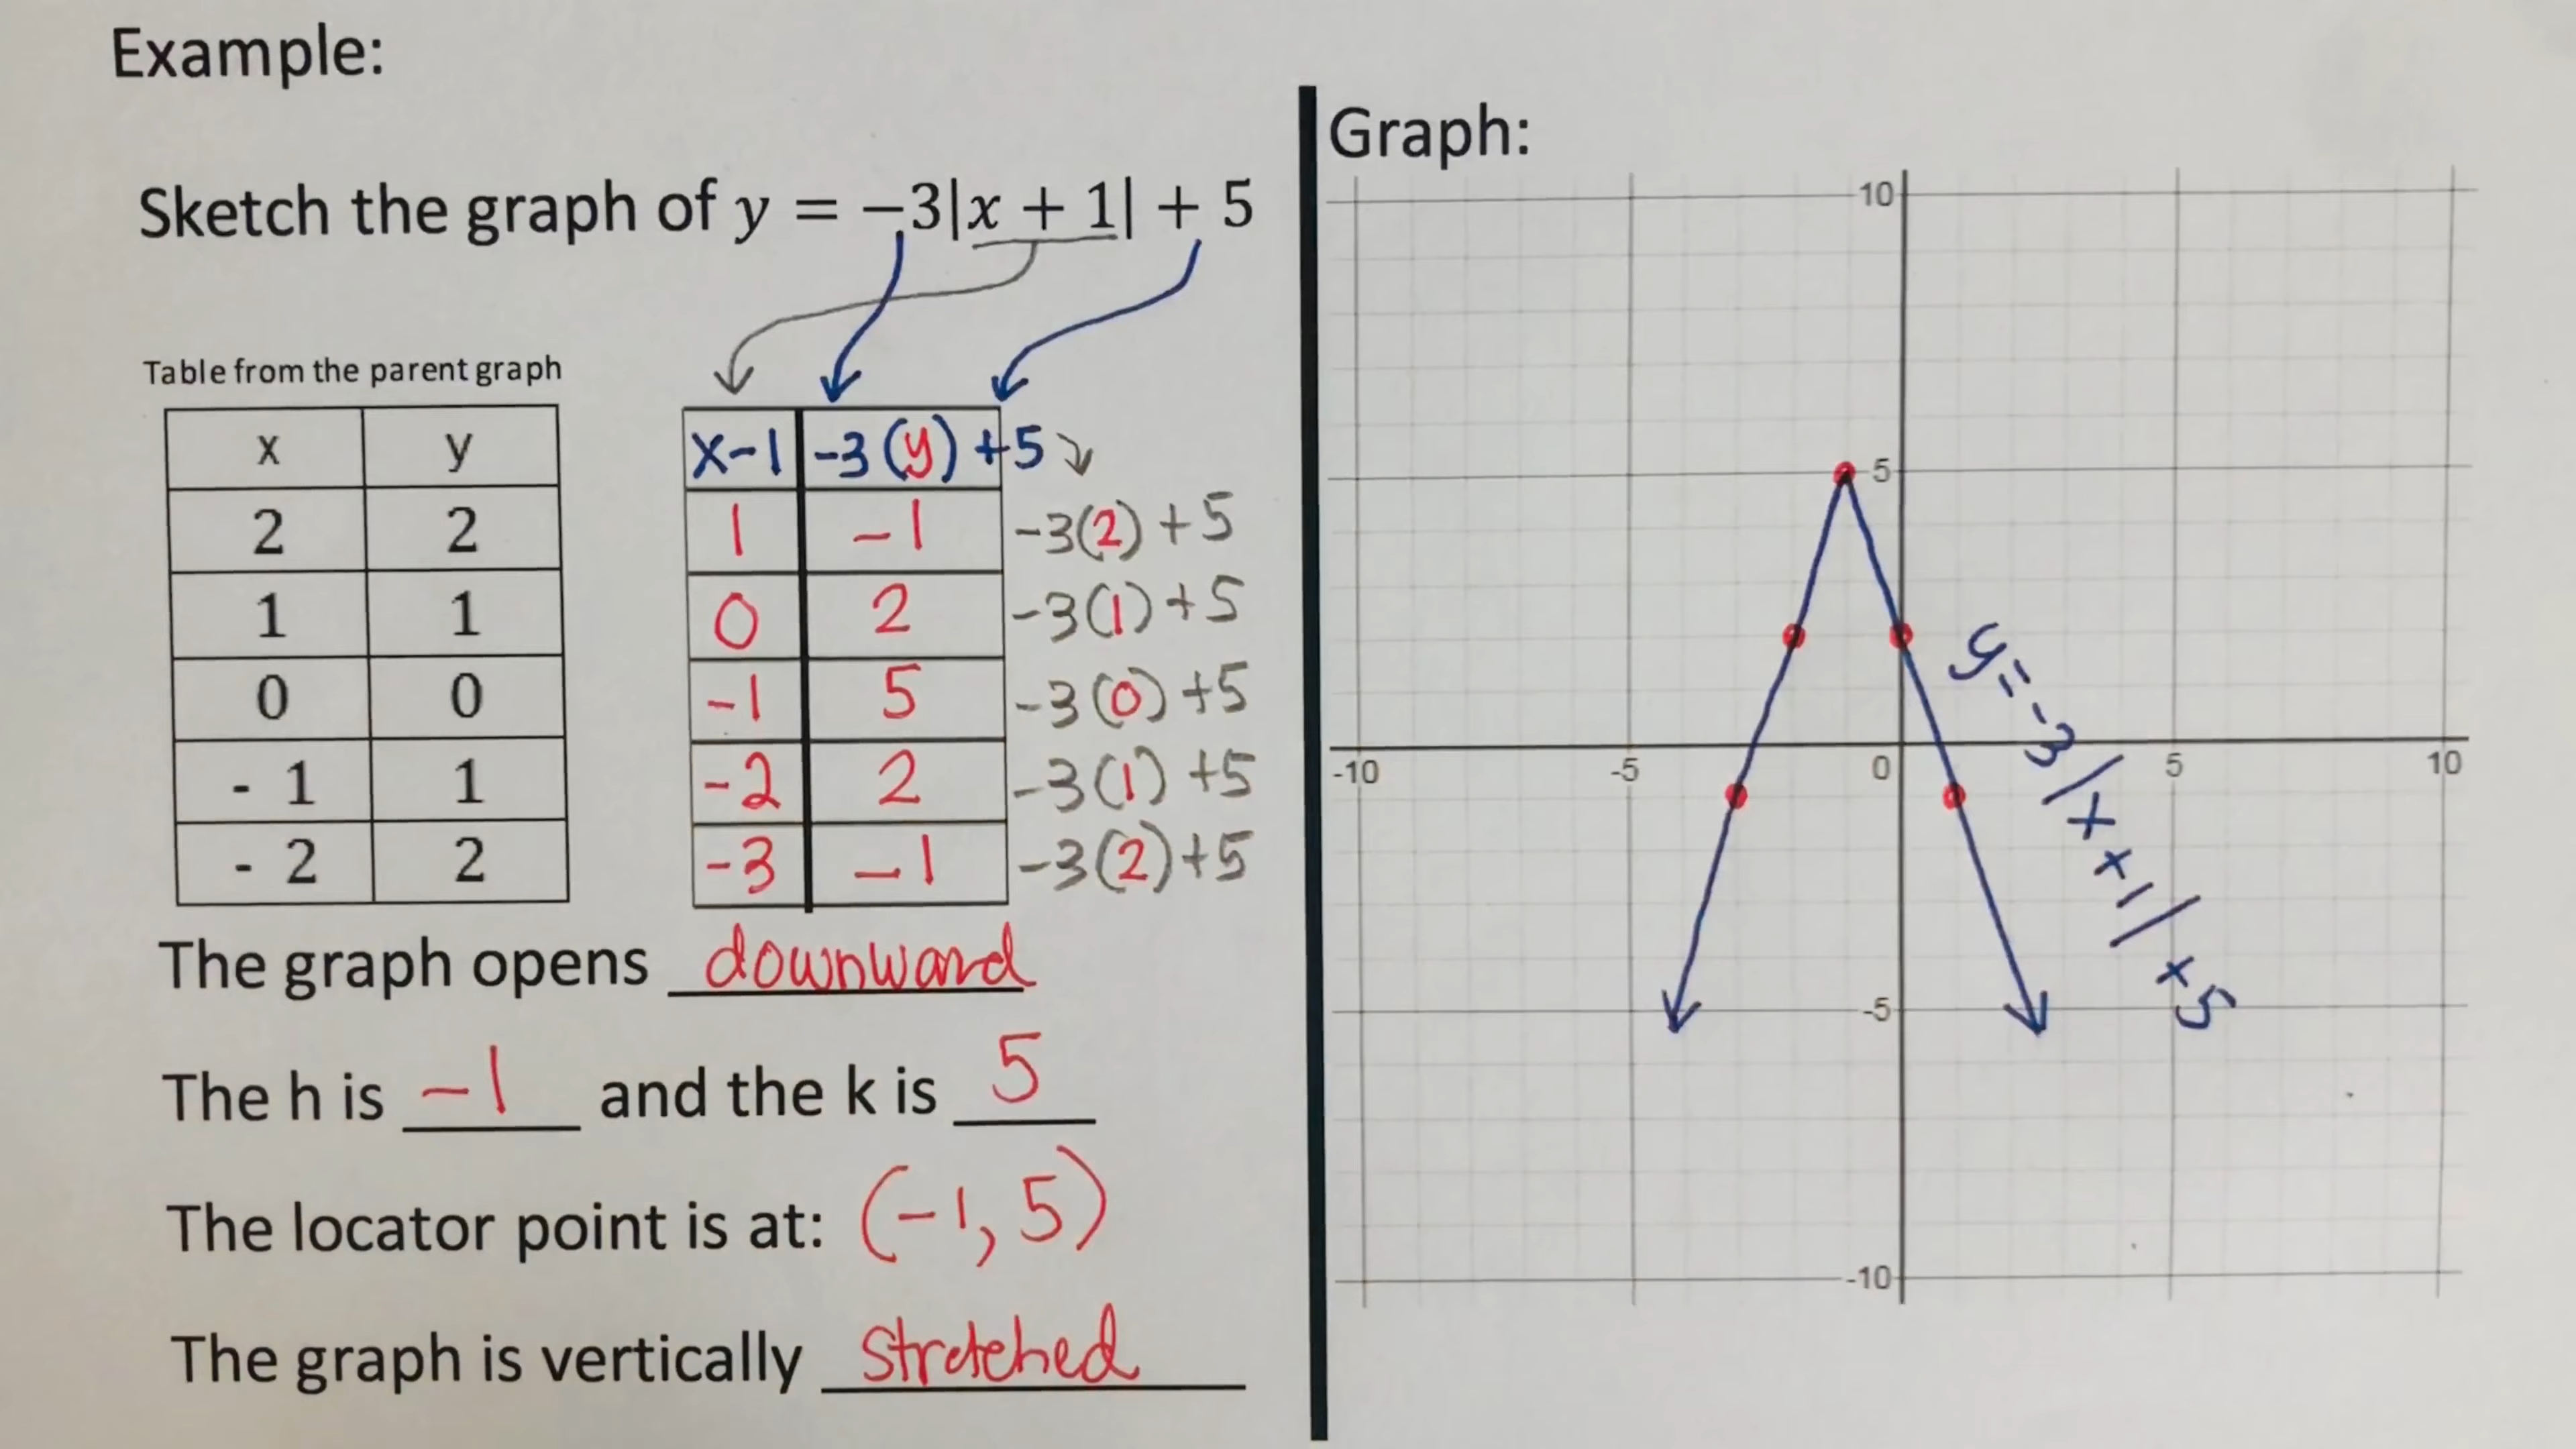 Example:
Sketch the graph of y = −3|x + 1| + 5
Table from the parent graph
x y
2 2
1 1
0 0
- 1 1
- 2 2
x-1 -3(y) +5
1 -1 -3(2) +5
0 2 -3(1) +5
-1 5 -3(0) +5
-2 2 -3(1) +5
-3 -1 -3(2) +5
The graph opens downward
The h is -1 and the k is 5
The locator point is at: (-1, 5)
The graph is vertically stretched
Graph:
10
5
-10 -5 0 5 10
-5
-10
y = -3|x+1|+5